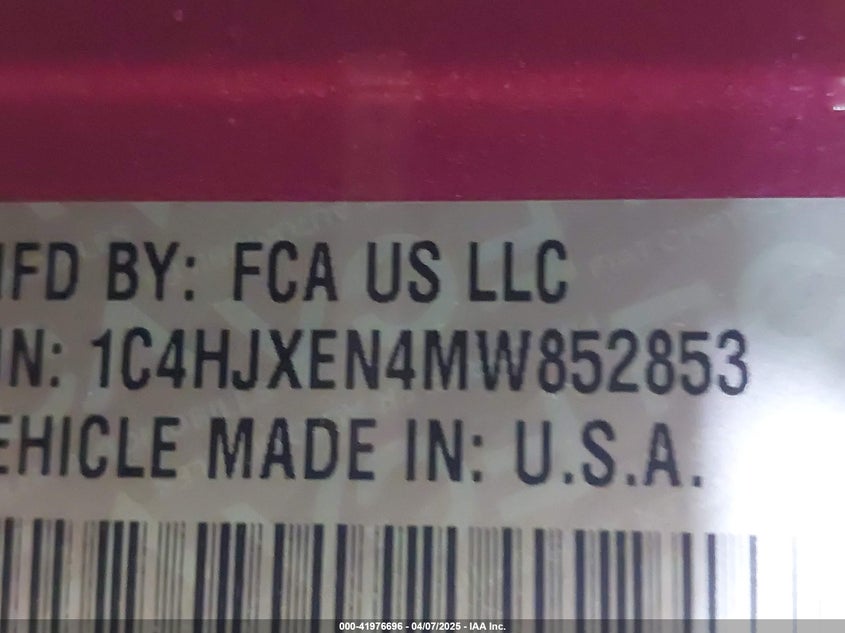 MFD BY: FCA US LLC
IN: 1C4HJXEN4MW852853
EHICLE MADE IN: U.S.A.
000-41976696 - 04/07/2025 - IAA Inc.